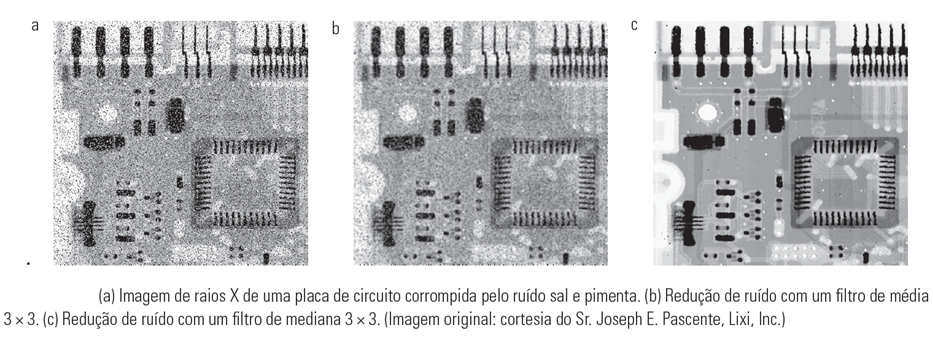 a
b
c
(a) Imagem de raios X de uma placa de circuito corrompida pelo ruído sal e pimenta. (b) Redução de ruído com um filtro de média
3 × 3. (c) Redução de ruído com um filtro de mediana 3 × 3. (Imagem original: cortesia do Sr. Joseph E. Pascente, Lixi, Inc.)